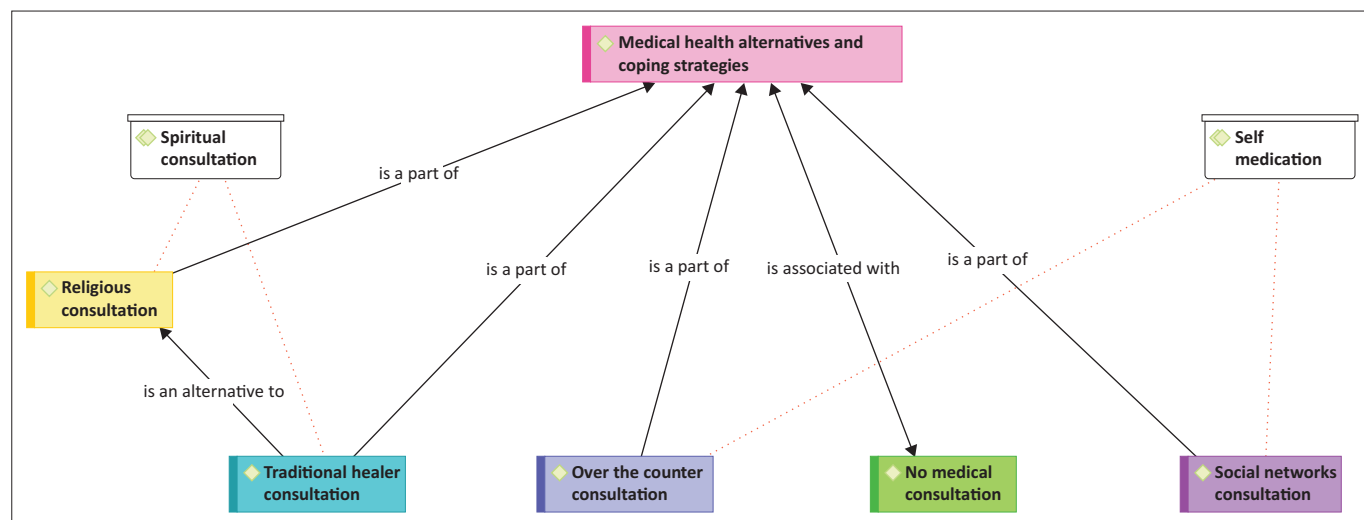 Medical health alternatives and
coping strategies
Spiritual
consultation
Self
medication
is a part of
is a part of
is a part of
is associated with
is a part of
Religious
consultation
is an alternative to
Traditional healer
consultation
Over the counter
consultation
No medical
consultation
Social networks
consultation